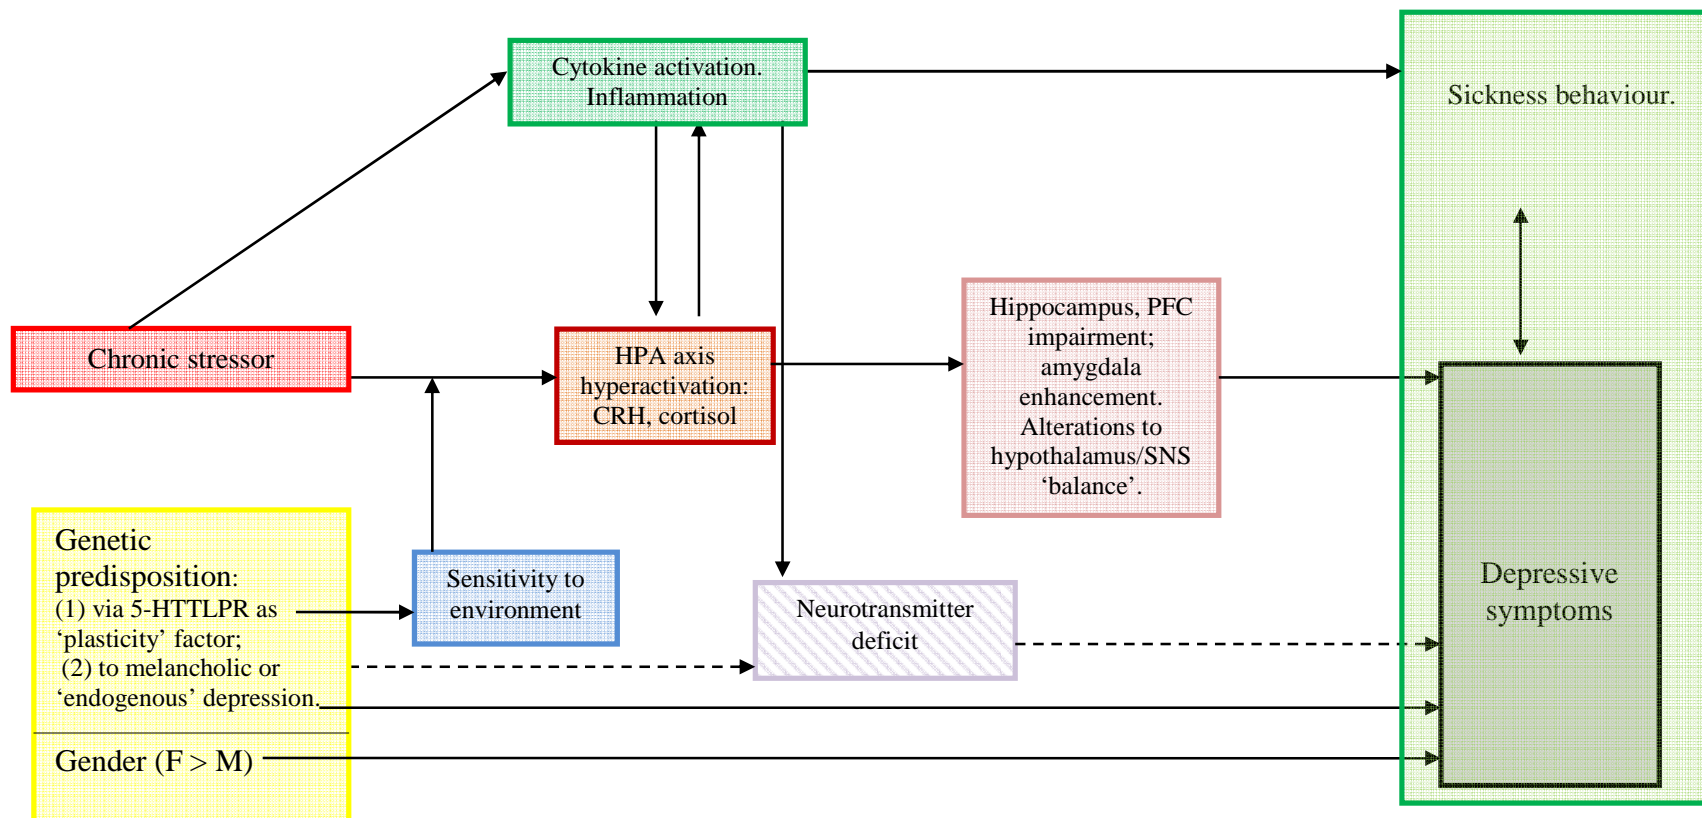 Cytokine activation.
Inflammation
Sickness behaviour.
Chronic stressor
HPA axis
hyperactivation:
CRH, cortisol
Hippocampus, PFC
impairment;
amygdala
enhancement.
Alterations to
hypothalamus/SNS
‘balance’.
Genetic
predisposition:
(1) via 5-HTTLPR as
‘plasticity’ factor;
(2) to melancholic or
‘endogenous’ depression.
Sensitivity to
environment
Neurotransmitter
deficit
Depressive
symptoms
Gender (F > M)